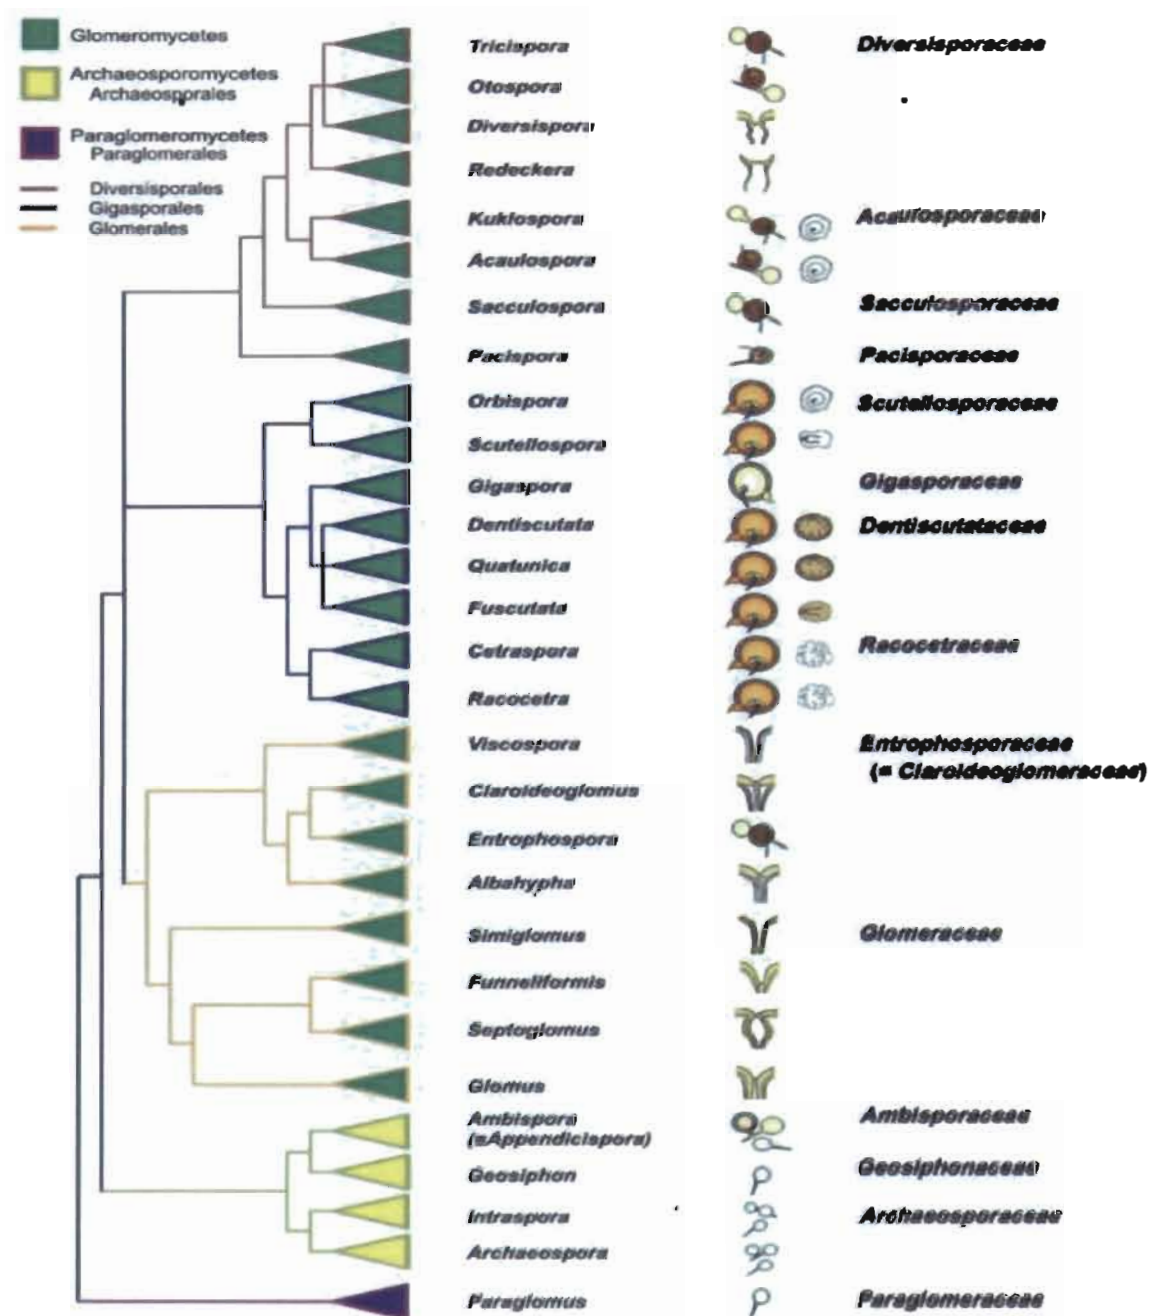 Glomeromycetes
Archaeosporomycetes
Archaeosporales
Paraglomeromycetes
Paraglomerales
Diversisporales
Gigasporales
Glomerales
Tricispora Diversisporaceae
Otospora
Diversispora
Redeckera
Kuklospora Acaulosporaceae
Acaulospora
Sacculospora Sacculosporaceae
Pacispora Pacisporaceae
Orbispora Scutellosporaceae
Scutellospora
Gigaspora Gigasporaceae
Dentiscutata Dentiscutataceae
Quatunica
Fuscutata
Cetraspora Racocetraceae
Racocetra
Viscospora Entrophosporaceae
(= Claroideoglomeraceae)
Claroideoglomus
Entrophospora
Albahypha
Simiglomus Glomeraceae
Funneliformis
Septoglomus
Glomus
Ambispora Ambisporaceae
(=Appendicispora)
Geosiphon Geosiphonaceae
Intraspora Archaeosporaceae
Archaeospora
Paraglomus Paraglomeraceae